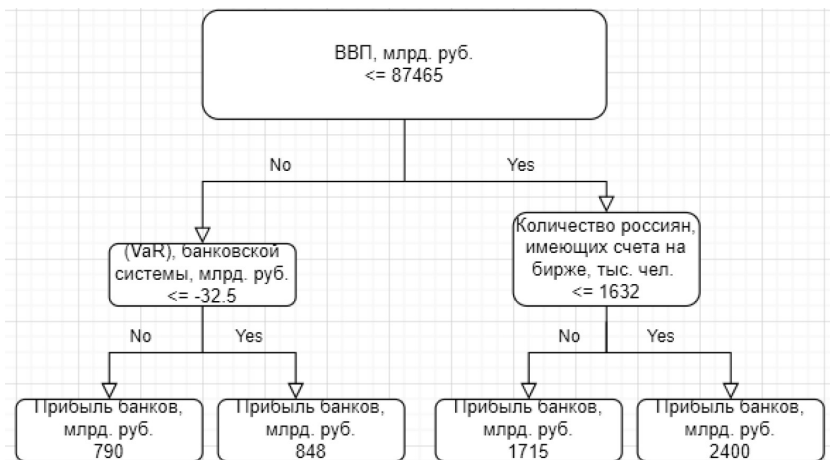 ВВП, млрд. руб.
<= 87465
No
Yes
(VaR), банковской
системы, млрд. руб.
<= -32.5
Количество россиян,
имеющих счета на
бирже, тыс. чел.
<= 1632
No
Yes
No
Yes
Прибыль банков,
млрд. руб.
790
Прибыль банков,
млрд. руб.
848
Прибыль банков,
млрд. руб.
1715
Прибыль банков,
млрд. руб.
2400